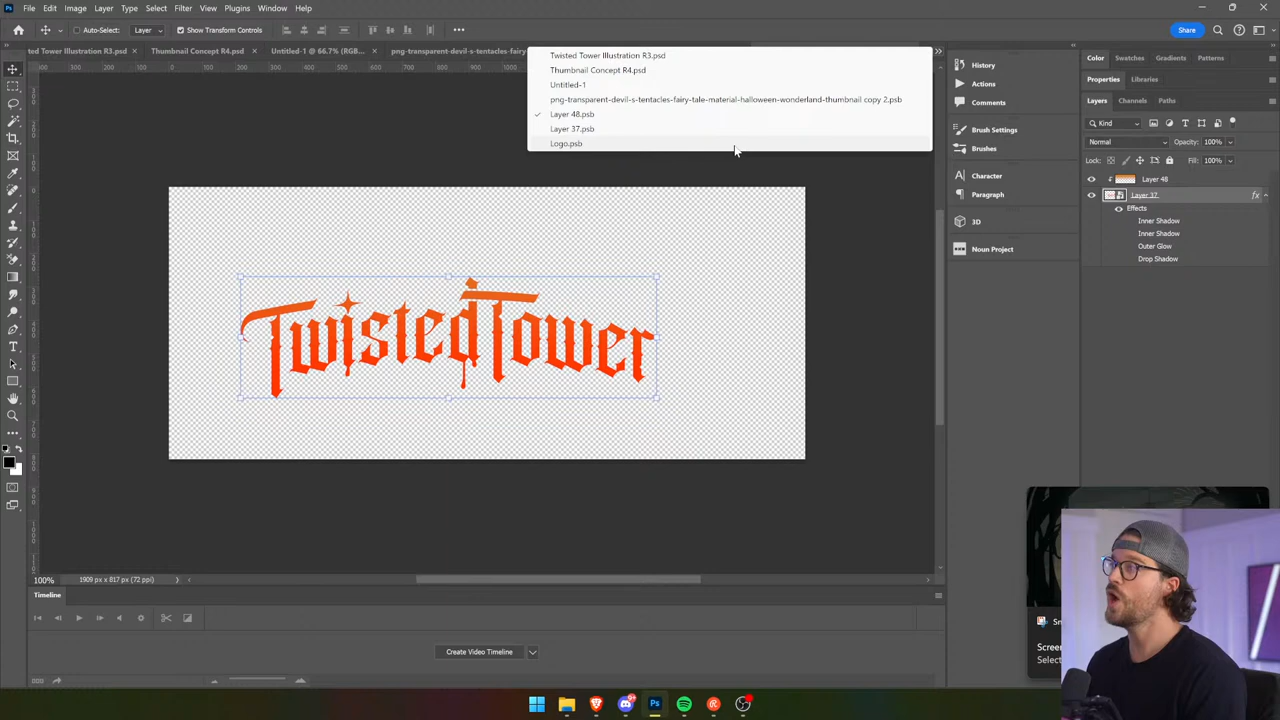 File Edit Image Layer Type Select Filter View Plugins Window Help
Auto-Select: Layer Show Transform Controls Share
ted Tower Illustration R3.psd Thumbnail Concept R4.psd Untitled-1 @ 66.7% (RGB... png-transparent-devil-s-tentacles-fairy
Twisted Tower Illustration R3.psd
Thumbnail Concept R4.psd
Untitled-1
png-transparent-devil-s-tentacles-fairy-tale-material-halloween-wonderland-thumbnail copy 2.psb
Layer 48.psb
Layer 37.psb
Logo.psb
TwistedTower
100% 1909 px x 817 px (72 ppi)
Timeline
Create Video Timeline
History
Actions
Comments
Brush Settings
Brushes
Character
Paragraph
3D
Noun Project
Color Swatches Gradients Patterns
Properties Libraries
Layers Channels Paths
Kind
Normal Opacity: 100%
Lock: Fill: 100%
Layer 48
Layer 37 fx
Effects
Inner Shadow
Inner Shadow
Outer Glow
Drop Shadow
Sn
Screen
Select